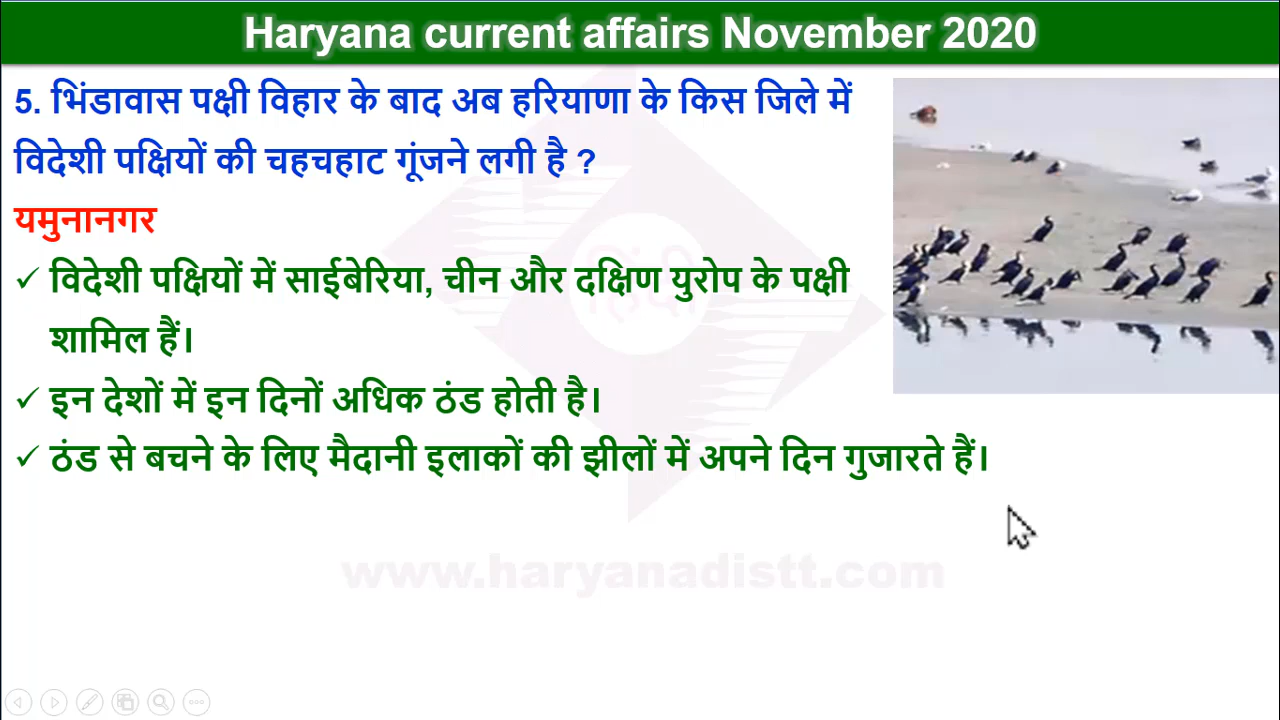 Haryana current affairs November 2020
5. भिंडावास पक्षी विहार के बाद अब हरियाणा के किस जिले में
विदेशी पक्षियों की चहचहाट गूंजने लगी है ?
यमुनानगर
✓ विदेशी पक्षियों में साईबेरिया, चीन और दक्षिण युरोप के पक्षी
शामिल हैं।
✓ इन देशों में इन दिनों अधिक ठंड होती है।
✓ ठंड से बचने के लिए मैदानी इलाकों की झीलों में अपने दिन गुजारते हैं।
हिंदी
www.haryanadistt.com